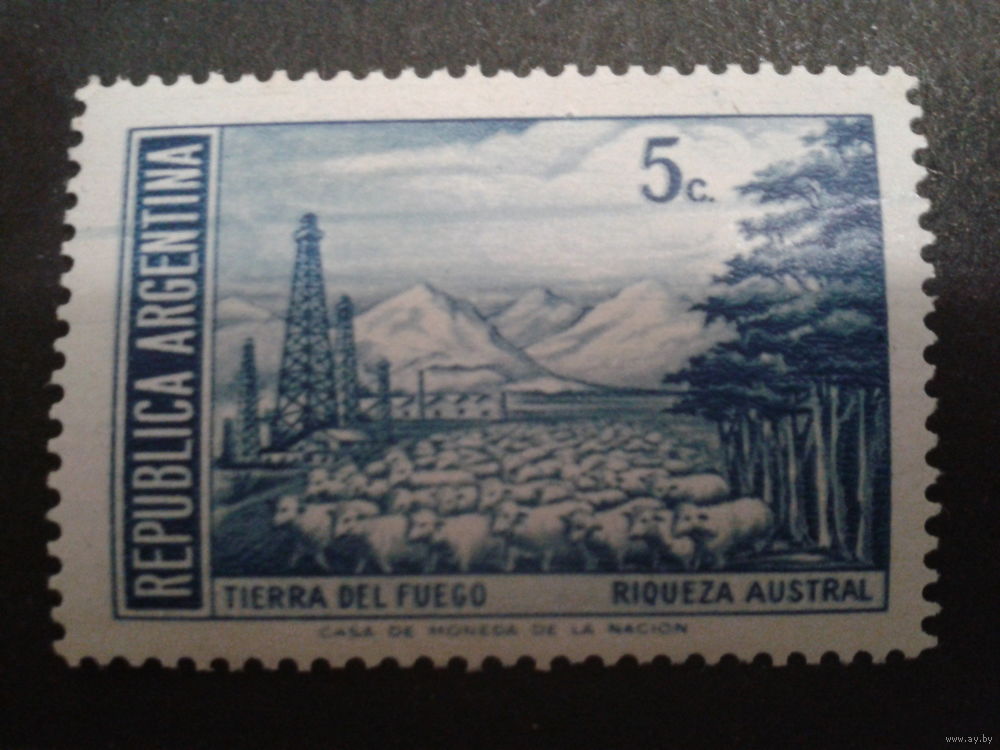 REPUBLICA ARGENTINA
5c.
TIERRA DEL FUEGO
RIQUEZA AUSTRAL
CASA DE MONEDA DE LA NACION
www.ay.by